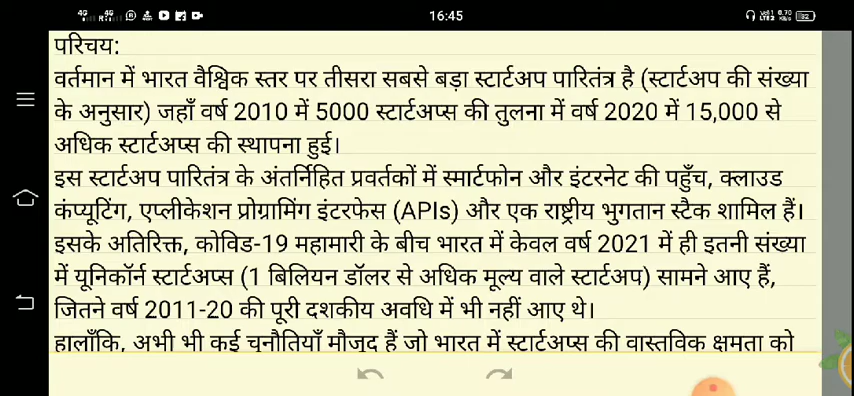 16:45
परिचय:
वर्तमान में भारत वैश्विक स्तर पर तीसरा सबसे बड़ा स्टार्टअप पारितंत्र है (स्टार्टअप की संख्या
के अनुसार) जहाँ वर्ष 2010 में 5000 स्टार्टअप्स की तुलना में वर्ष 2020 में 15,000 से
अधिक स्टार्टअप्स की स्थापना हुई।
इस स्टार्टअप पारितंत्र के अंतर्निहित प्रवर्तकों में स्मार्टफोन और इंटरनेट की पहुँच, क्लाउड
कंप्यूटिंग, एप्लीकेशन प्रोग्रामिंग इंटरफेस (APIs) और एक राष्ट्रीय भुगतान स्टैक शामिल हैं।
इसके अतिरिक्त, कोविड-19 महामारी के बीच भारत में केवल वर्ष 2021 में ही इतनी संख्या
में यूनिकॉर्न स्टार्टअप्स (1 बिलियन डॉलर से अधिक मूल्य वाले स्टार्टअप) सामने आए हैं,
जितने वर्ष 2011-20 की पूरी दशकीय अवधि में भी नहीं आए थे।
हालाँकि, अभी भी कई चुनौतियाँ मौजूद हैं जो भारत में स्टार्टअप्स की वास्तविक क्षमता को